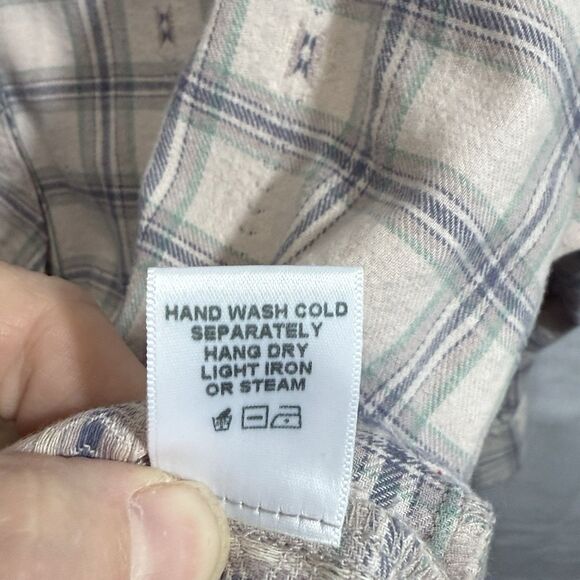 HAND WASH COLD
SEPARATELY
HANG DRY
LIGHT IRON
OR STEAM